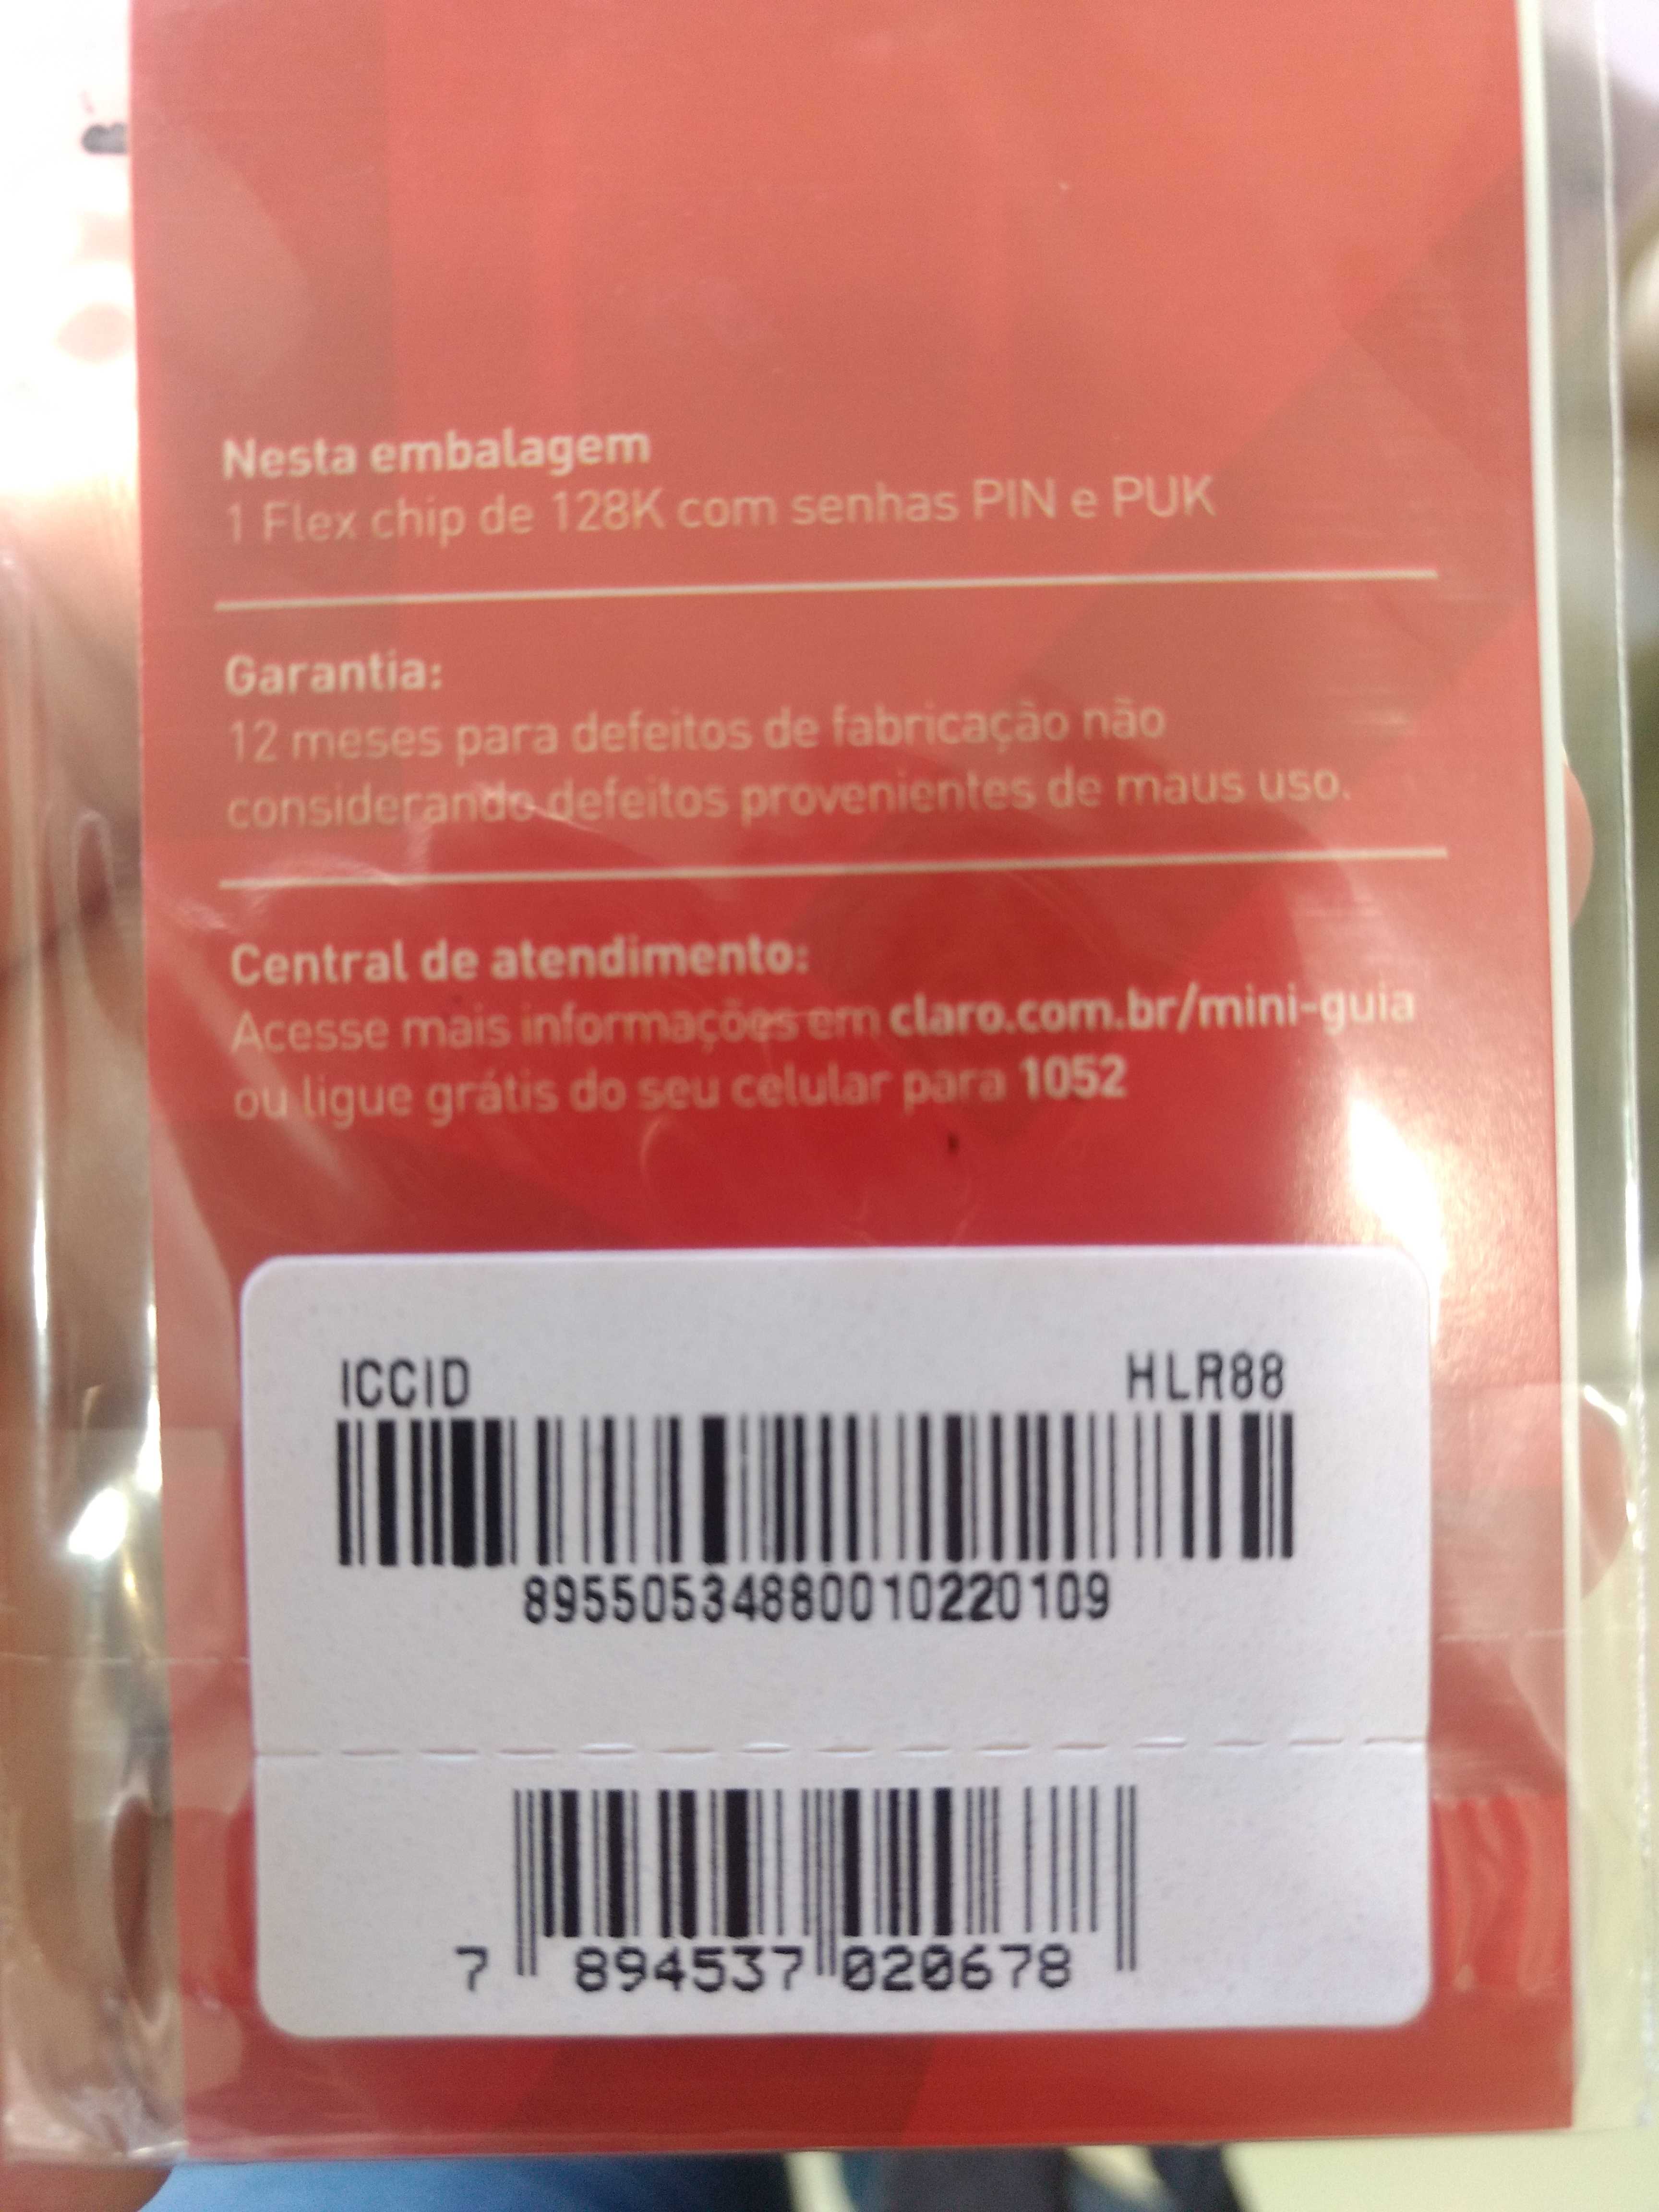 Nesta embalagem
1 Flex chip de 128K com senhas PIN e PUK
Garantia:
12 meses para defeitos de fabricação não
considerando defeitos provenientes de maus uso.
Central de atendimento:
Acesse mais informações em claro.com.br/mini-guia
ou ligue grátis do seu celular para 1052
ICCID HLR88
89550534880010220109
7 894537 020678